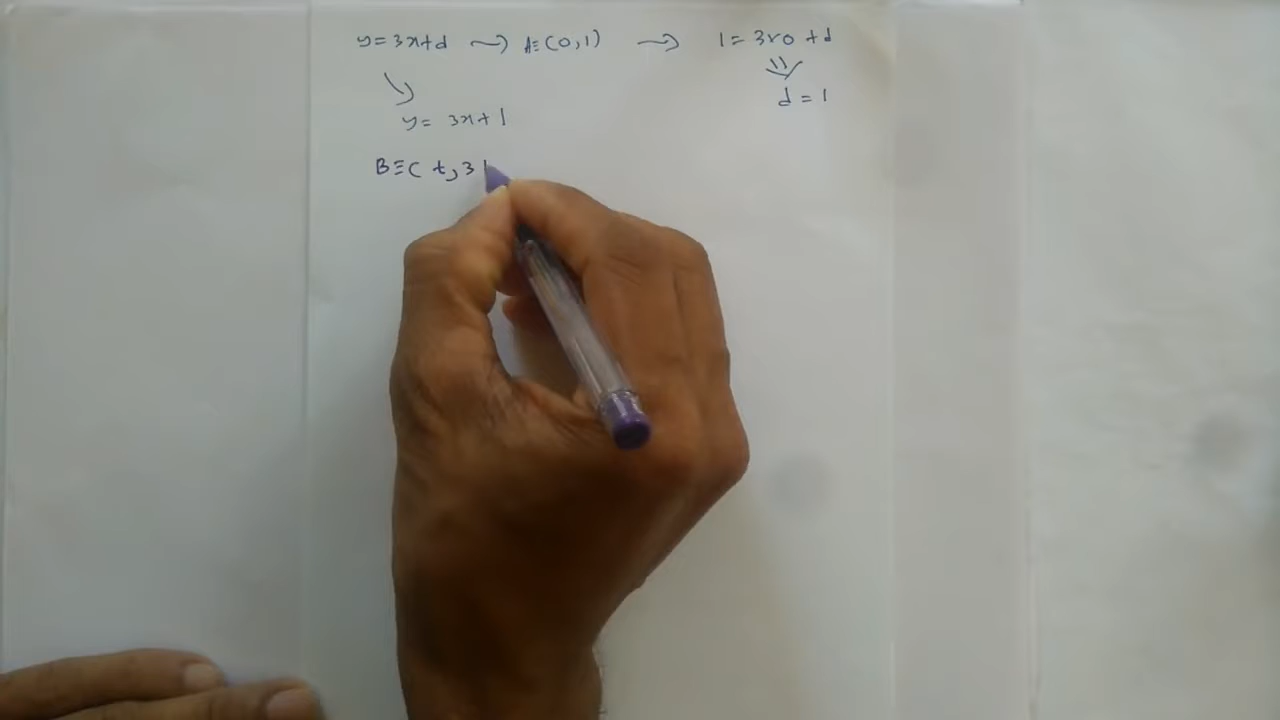 y=3x+d → A≡(0,1) → 1=3×0+d
d=1
y= 3x+1
B≡( t,3